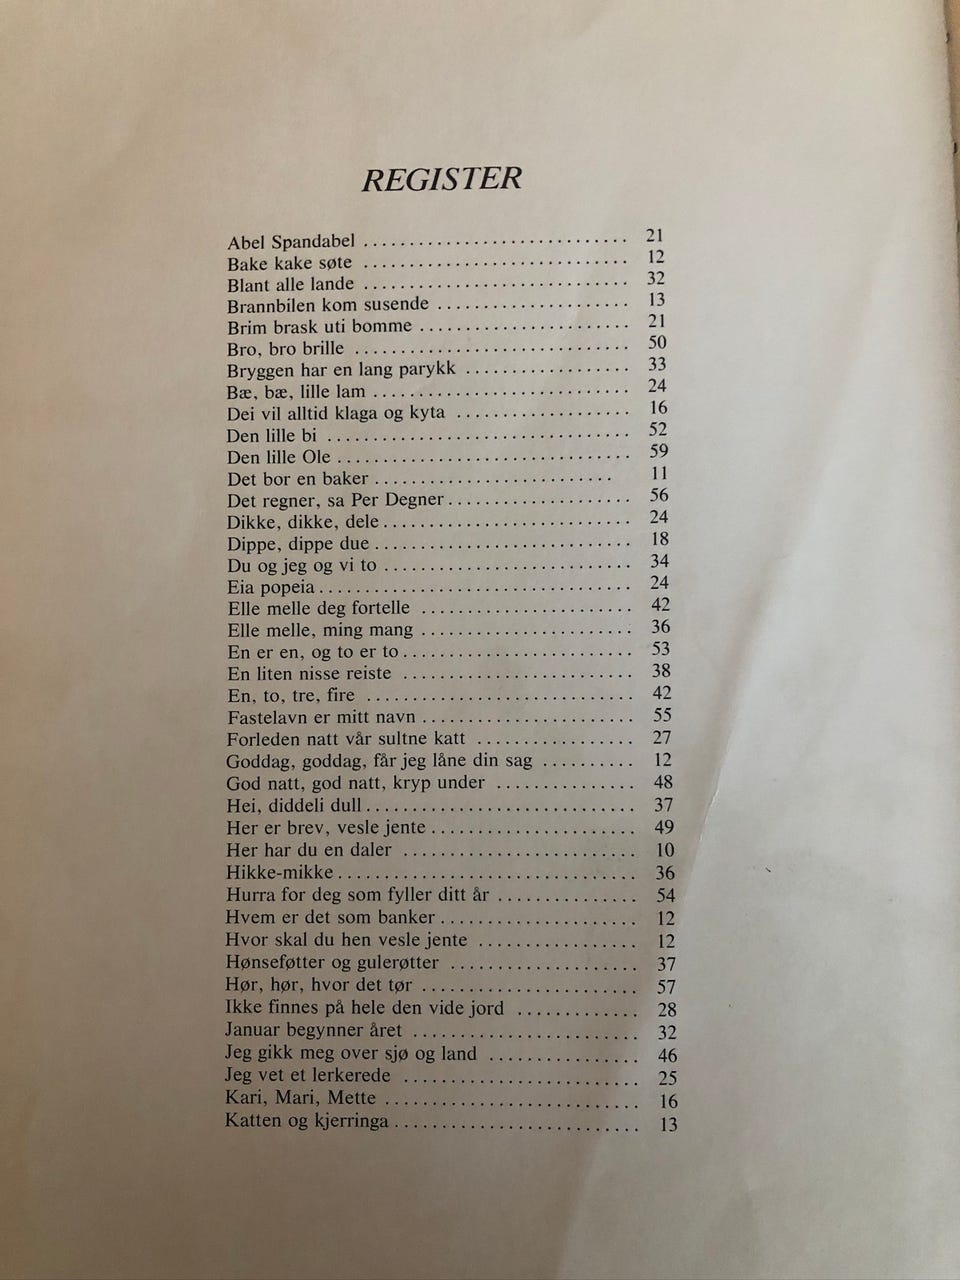 REGISTER
Abel Spandabel ............................. 21
Bake kake søte ............................. 12
Blant alle lande ............................. 32
Brannbilen kom susende ..................... 13
Brim brask uti bomme ....................... 21
Bro, bro brille .............................. 50
Bryggen har en lang parykk .................. 33
Bæ, bæ, lille lam ............................ 24
Dei vil alltid klaga og kyta ................... 16
Den lille bi ................................. 52
Den lille Ole ................................ 59
Det bor en baker .......................... 11
Det regner, sa Per Degner .................... 56
Dikke, dikke, dele ........................... 24
Dippe, dippe due ............................ 18
Du og jeg og vi to ........................... 34
Eia popeia .................................. 24
Elle melle deg fortelle ....................... 42
Elle melle, ming mang ....................... 36
En er en, og to er to ......................... 53
En liten nisse reiste ......................... 38
En, to, tre, fire ............................. 42
Fastelavn er mitt navn ....................... 55
Forleden natt vår sultne katt ................. 27
Goddag, goddag, får jeg låne din sag .......... 12
God natt, god natt, kryp under ............... 48
Hei, diddeli dull ............................. 37
Her er brev, vesle jente ...................... 49
Her har du en daler ......................... 10
Hikke-mikke ................................ 36
Hurra for deg som fyller ditt år ............... 54
Hvem er det som banker ..................... 12
Hvor skal du hen vesle jente ................. 12
Hønseføtter og gulerøtter .................... 37
Hør, hør, hvor det tør ....................... 57
Ikke finnes på hele den vide jord ............. 28
Januar begynner året ........................ 32
Jeg gikk meg over sjø og land ................ 46
Jeg vet et lerkerede ......................... 25
Kari, Mari, Mette ........................... 16
Katten og kjerringa .......................... 13